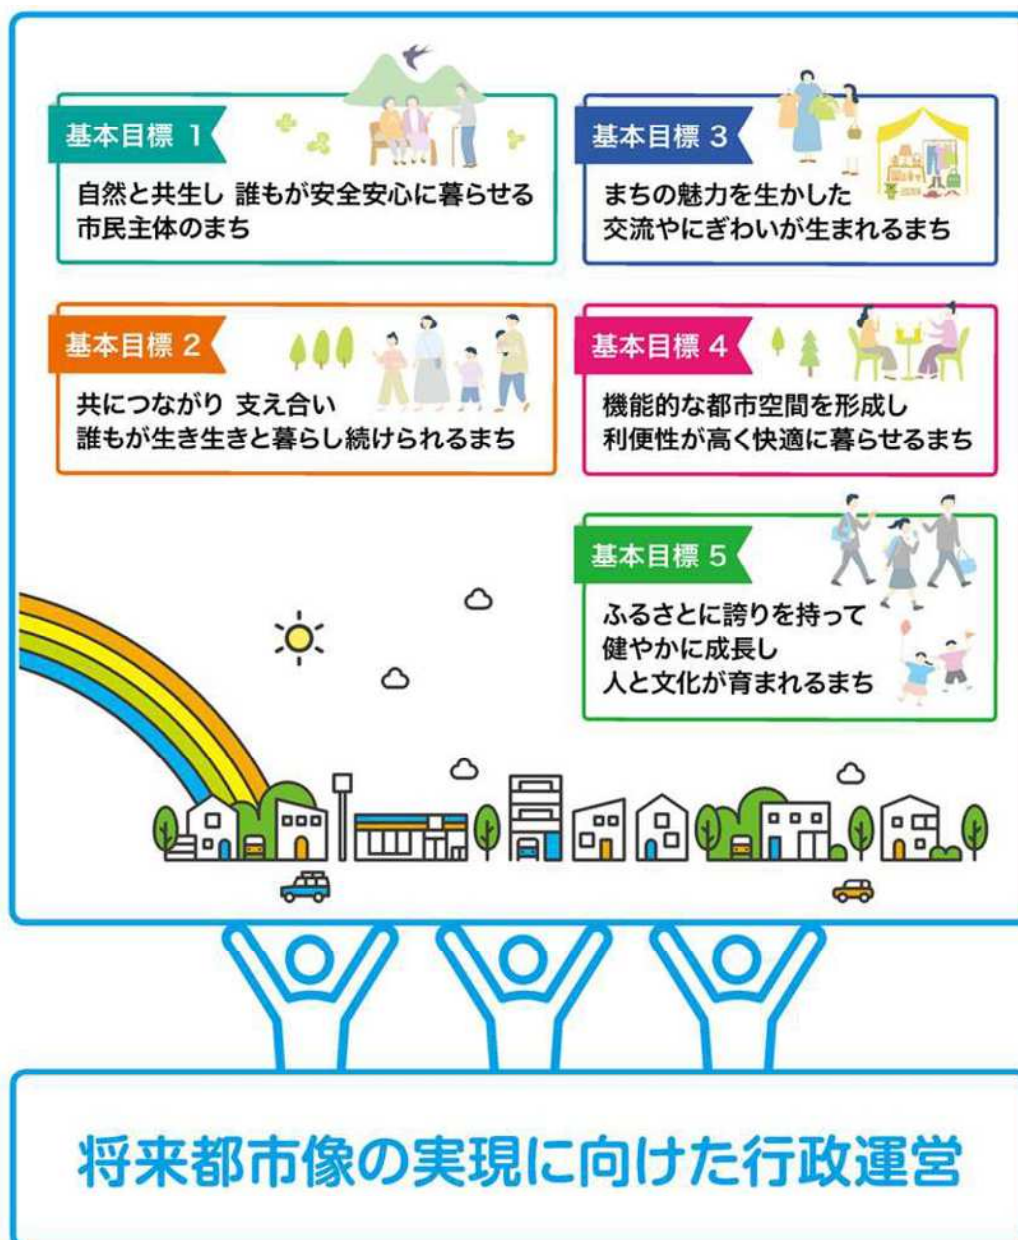 基本目標 1
自然と共生し 誰もが安全安心に暮らせる
市民主体のまち
基本目標 2
共につながり 支え合い
誰もが生き生きと暮らし続けられるまち
基本目標 3
まちの魅力を生かした
交流やにぎわいが生まれるまち
基本目標 4
機能的な都市空間を形成し
利便性が高く快適に暮らせるまち
基本目標 5
ふるさとに誇りを持って
健やかに成長し
人と文化が育まれるまち
将来都市像の実現に向けた行政運営